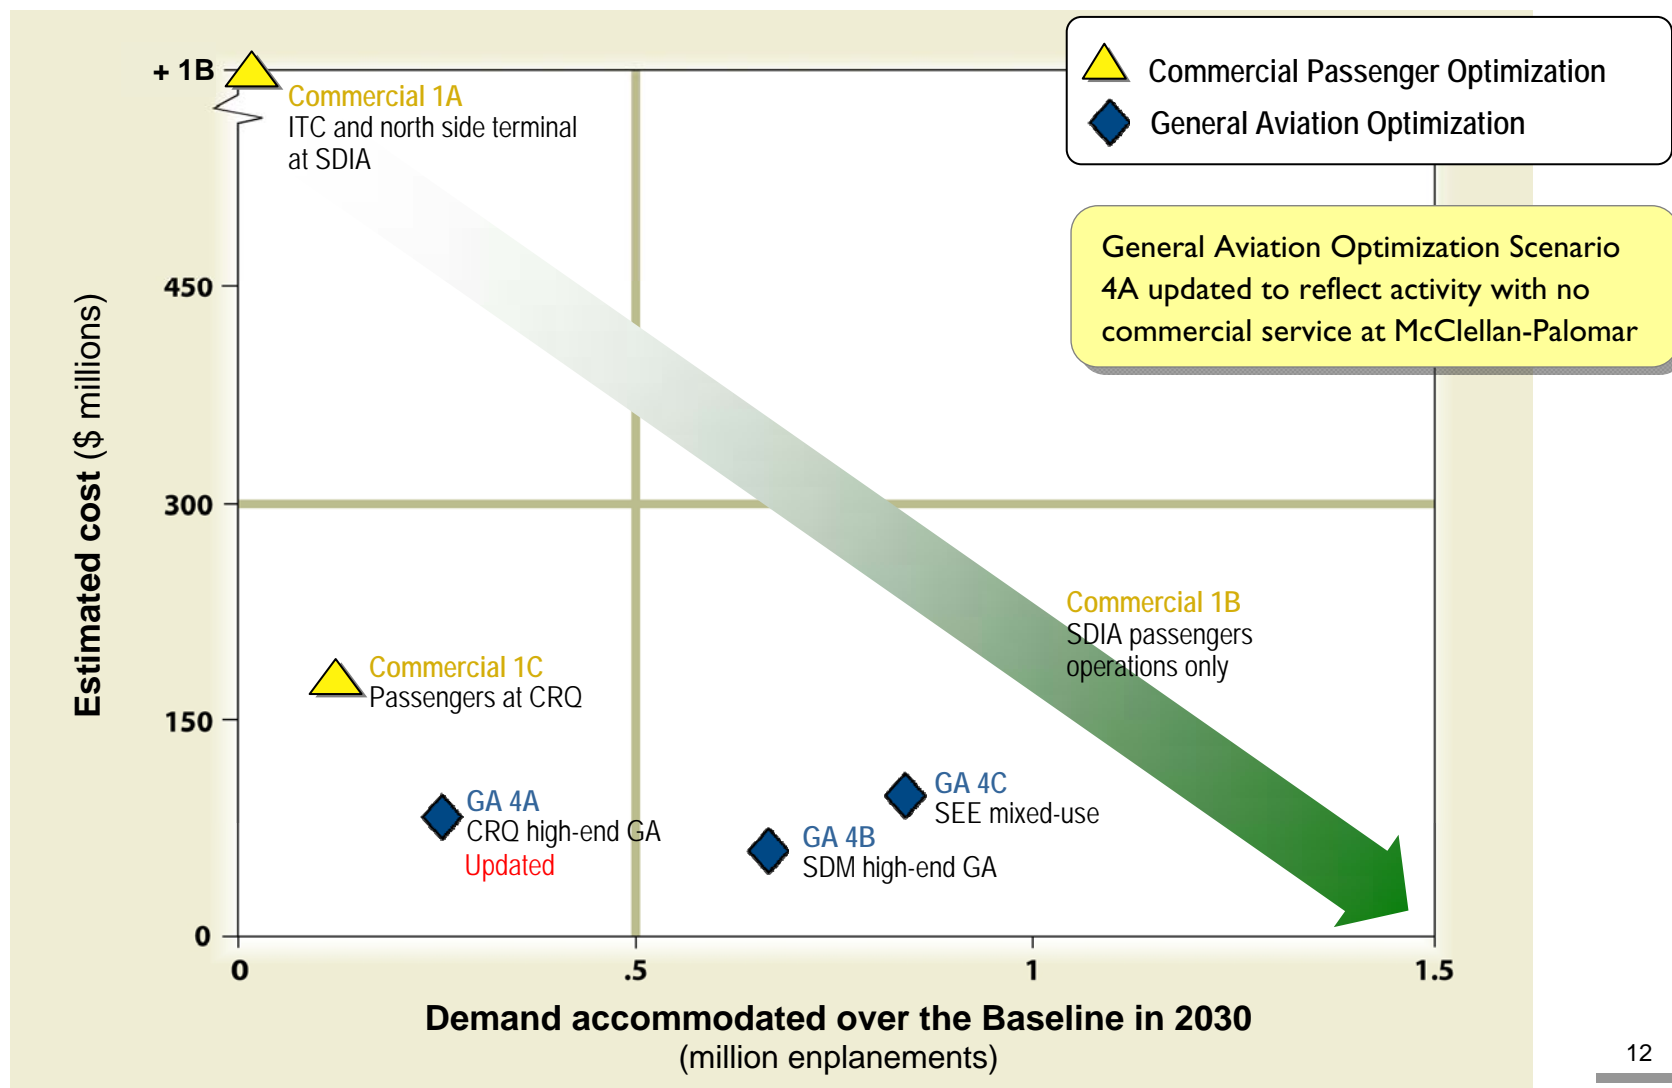 Commercial Passenger Optimization
General Aviation Optimization
General Aviation Optimization Scenario
4A updated to reflect activity with no
commercial service at McClellan-Palomar
Estimated cost ($ millions)
+ 1B
450
300
150
0
Commercial 1A
ITC and north side terminal
at SDIA
Commercial 1B
SDIA passengers
operations only
Commercial 1C
Passengers at CRQ
GA 4A
CRQ high-end GA
Updated
GA 4B
SDM high-end GA
GA 4C
SEE mixed-use
0
.5
1
1.5
Demand accommodated over the Baseline in 2030
(million enplanements)
12